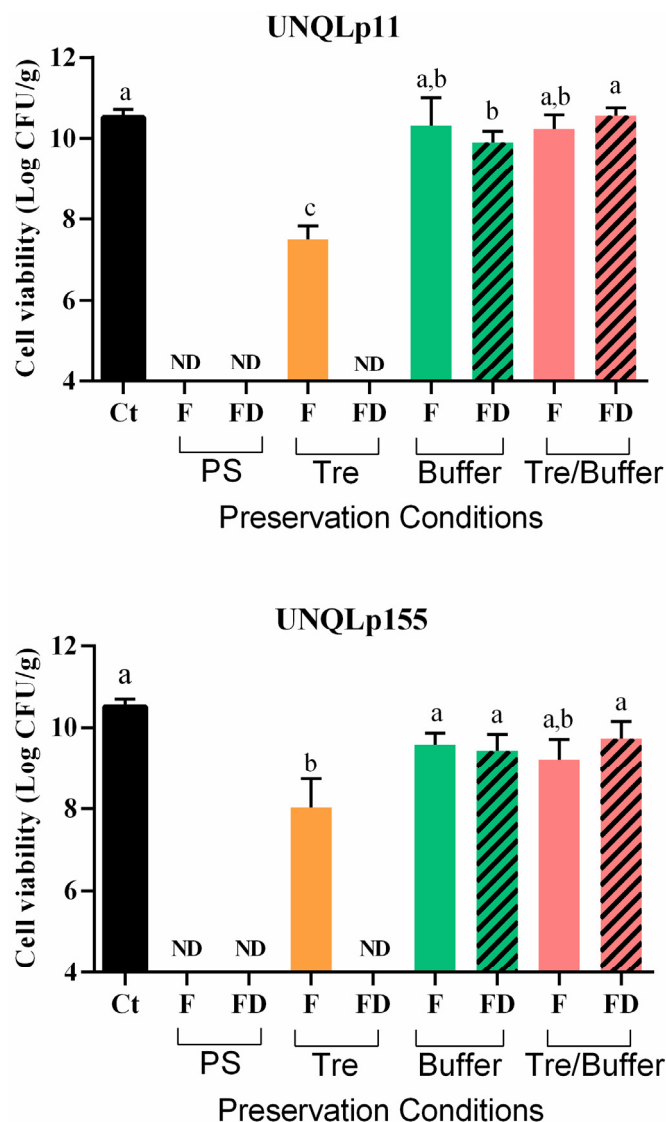 UNQLp11
Cell viability (Log CFU/g)
12
10
8
6
4
a
ND
ND
c
ND
a,b
b
a,b
a
Ct
F
FD
F
FD
F
FD
F
FD
PS
Tre
Buffer
Tre/Buffer
Preservation Conditions
UNQLp155
Cell viability (Log CFU/g)
12
10
8
6
4
a
ND
ND
b
ND
a
a
a,b
a
Ct
F
FD
F
FD
F
FD
F
FD
PS
Tre
Buffer
Tre/Buffer
Preservation Conditions